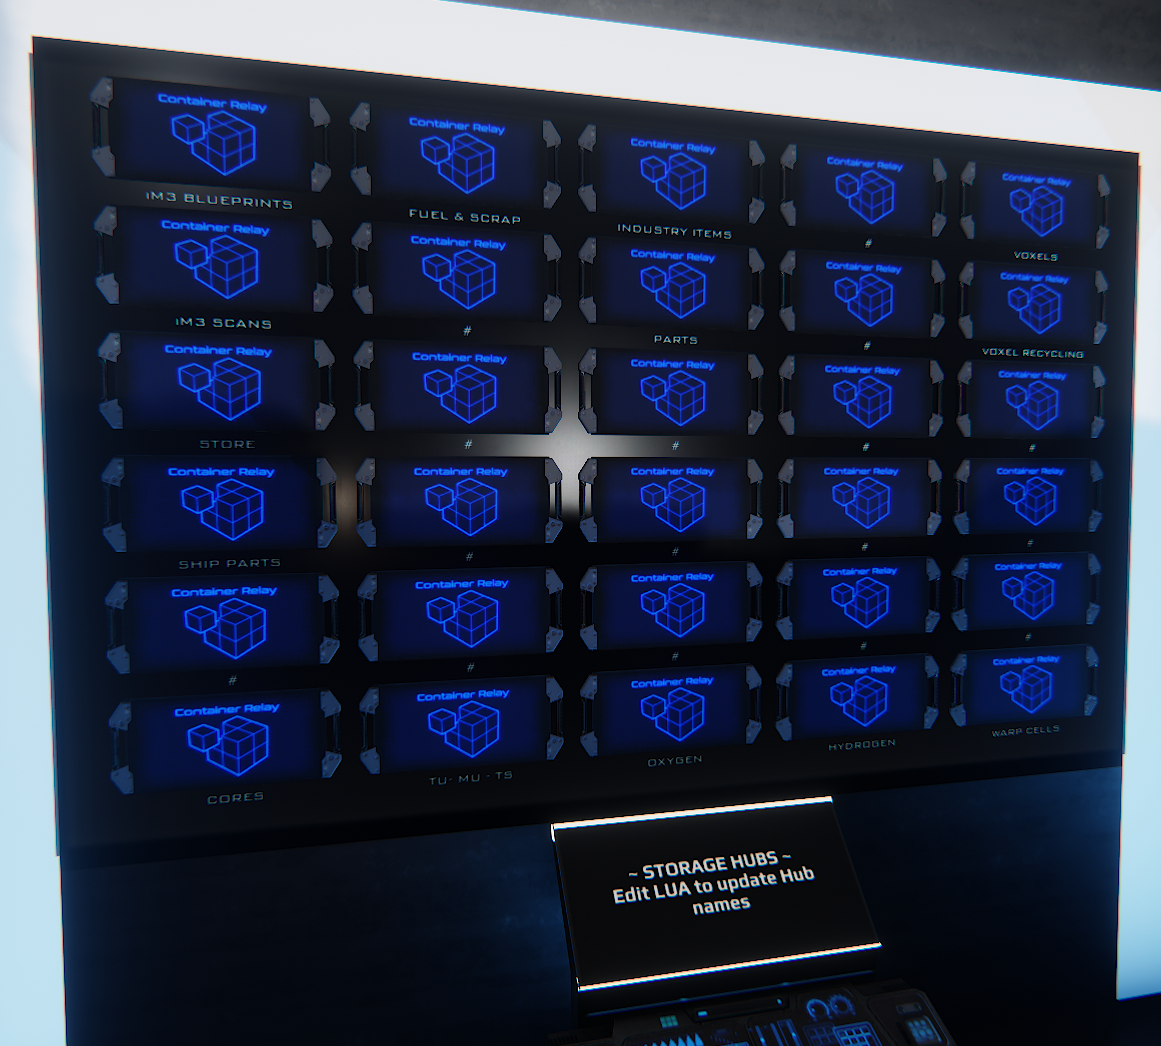 Container Relay Container Relay Container Relay Container Relay Container Relay
iM3 BLUEPRINTS FUEL & SCRAP INDUSTRY ITEMS # VOXELS
Container Relay Container Relay Container Relay Container Relay Container Relay
iM3 SCANS # PARTS # VOXEL RECYCLING
Container Relay Container Relay Container Relay Container Relay Container Relay
STORE # # # #
Container Relay Container Relay Container Relay Container Relay Container Relay
SHIP PARTS # # # #
Container Relay Container Relay Container Relay Container Relay Container Relay
# # # # #
Container Relay Container Relay Container Relay Container Relay Container Relay
CORES TU · MU · TS OXYGEN HYDROGEN WARP CELLS
~ STORAGE HUBS ~
Edit LUA to update Hub
names